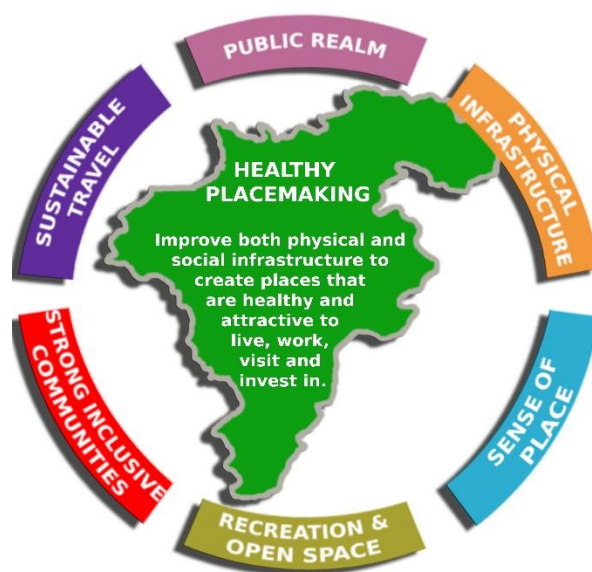 PUBLIC REALM
PHYSICAL
INFRASTRUCTURE
SENSE OF
PLACE
RECREATION &
OPEN SPACE
STRONG INCLUSIVE
COMMUNITIES
SUSTAINABLE
TRAVEL
HEALTHY
PLACEMAKING
Improve both physical and
social infrastructure to
create places that
are healthy and
attractive to
live, work,
visit and
invest in.